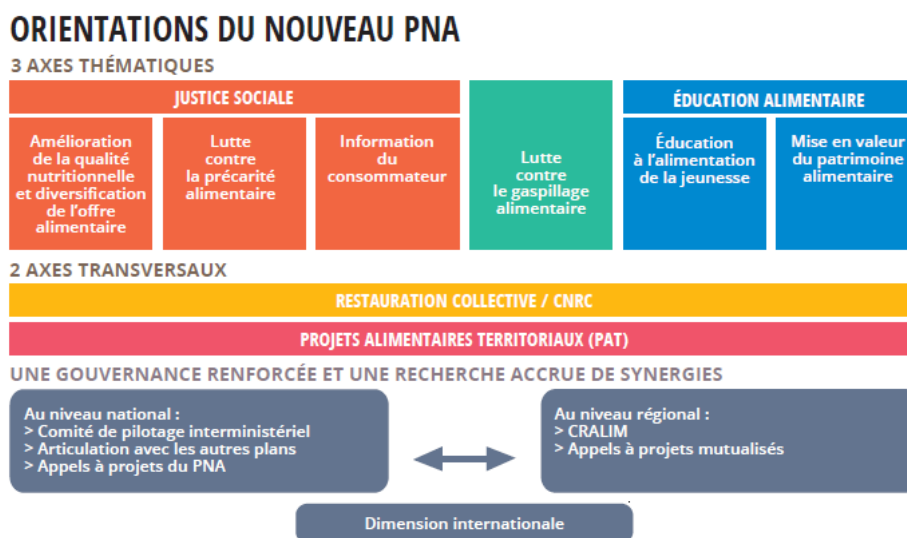 ORIENTATIONS DU NOUVEAU PNA
3 AXES THÉMATIQUES
JUSTICE SOCIALE
Amélioration
de la qualité
nutritionnelle
et diversification
de l'offre
alimentaire
Lutte
contre
la précarité
alimentaire
Information
du
consommateur
Lutte
contre
le gaspillage
alimentaire
ÉDUCATION ALIMENTAIRE
Éducation
à l'alimentation
de la jeunesse
Mise en valeur
du patrimoine
alimentaire
2 AXES TRANSVERSAUX
RESTAURATION COLLECTIVE / CNRC
PROJETS ALIMENTAIRES TERRITORIAUX (PAT)
UNE GOUVERNANCE RENFORCÉE ET UNE RECHERCHE ACCRUE DE SYNERGIES
Au niveau national :
> Comité de pilotage interministériel
> Articulation avec les autres plans
> Appels à projets du PNA
Au niveau régional :
> CRALIM
> Appels à projets mutualisés
Dimension internationale